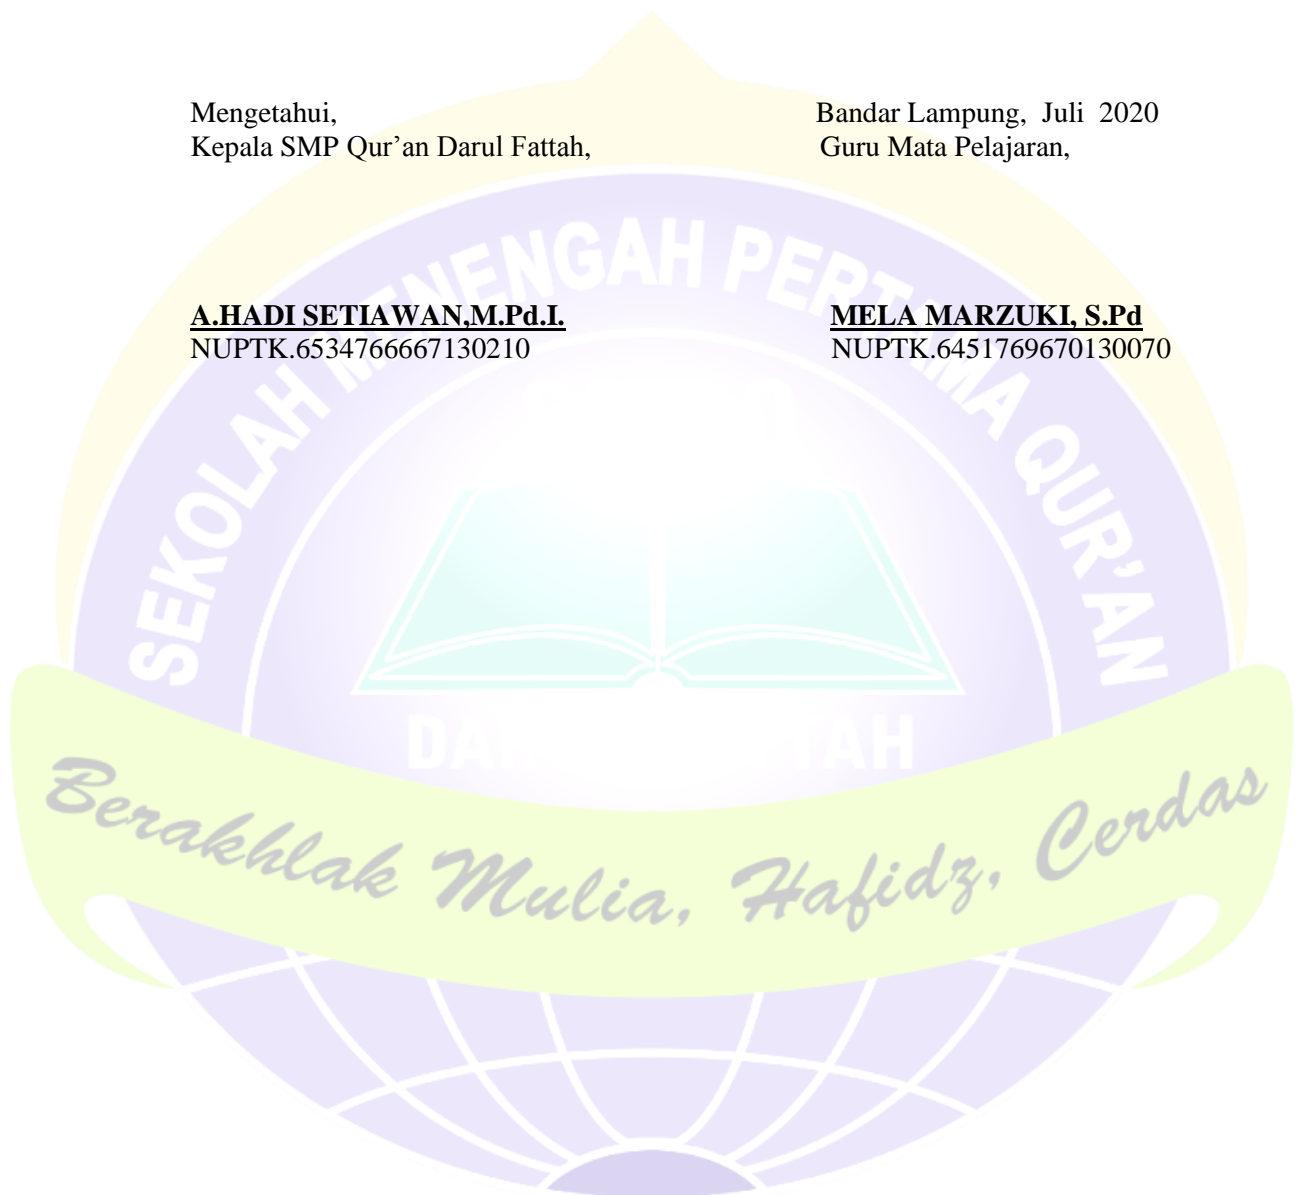 Mengetahui,
Bandar Lampung, Juli 2020
Kepala SMP Qur’an Darul Fattah,
Guru Mata Pelajaran,
A.HADI SETIAWAN,M.Pd.I.
MELA MARZUKI, S.Pd
NUPTK.6534766667130210
NUPTK.6451769670130070
SEKOLAH MENENGAH PERTAMA QUR'AN
Berakhlak Mulia, Hafidz, Cerdas